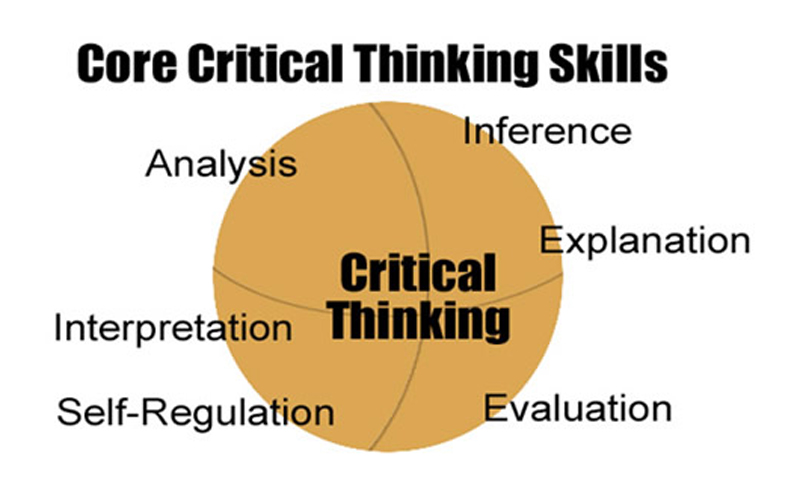 Core Critical Thinking Skills
Inference
Analysis
Explanation
Critical
Thinking
Interpretation
Self-Regulation
Evaluation